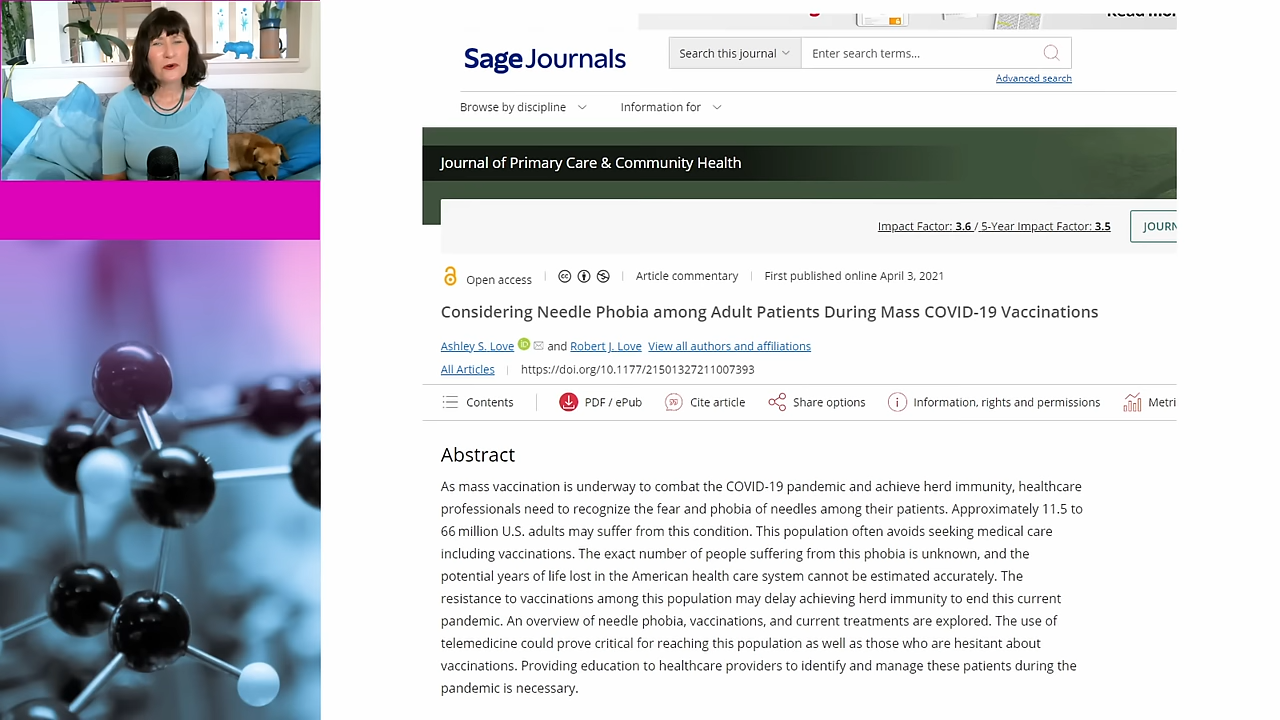 Sage Journals
Search this journal
Enter search terms...
Advanced search
Browse by discipline
Information for
Journal of Primary Care & Community Health
Impact Factor: 3.6 / 5-Year Impact Factor: 3.5
JOURN
Open access
Article commentary
First published online April 3, 2021
Considering Needle Phobia among Adult Patients During Mass COVID-19 Vaccinations
Ashley S. Love iD and Robert J. Love View all authors and affiliations
All Articles
https://doi.org/10.1177/21501327211007393
Contents
PDF / ePub
Cite article
Share options
Information, rights and permissions
Metri
Abstract
As mass vaccination is underway to combat the COVID-19 pandemic and achieve herd immunity, healthcare
professionals need to recognize the fear and phobia of needles among their patients. Approximately 11.5 to
66 million U.S. adults may suffer from this condition. This population often avoids seeking medical care
including vaccinations. The exact number of people suffering from this phobia is unknown, and the
potential years of life lost in the American health care system cannot be estimated accurately. The
resistance to vaccinations among this population may delay achieving herd immunity to end this current
pandemic. An overview of needle phobia, vaccinations, and current treatments are explored. The use of
telemedicine could prove critical for reaching this population as well as those who are hesitant about
vaccinations. Providing education to healthcare providers to identify and manage these patients during the
pandemic is necessary.